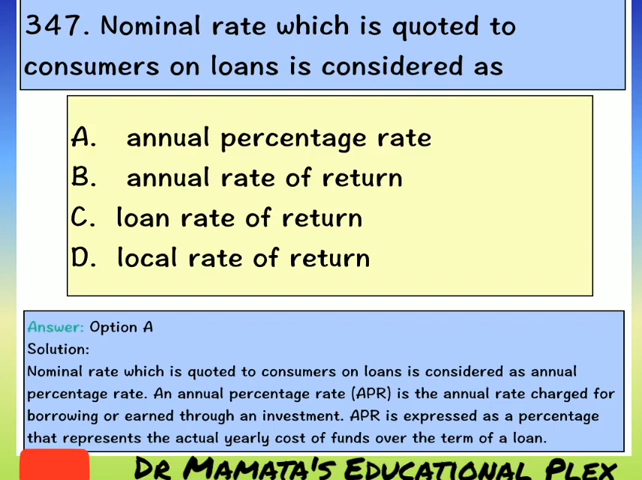 347. Nominal rate which is quoted to
consumers on loans is considered as
A. annual percentage rate
B. annual rate of return
C. loan rate of return
D. local rate of return
Answer: Option A
Solution:
Nominal rate which is quoted to consumers on loans is considered as annual
percentage rate. An annual percentage rate (APR) is the annual rate charged for
borrowing or earned through an investment. APR is expressed as a percentage
that represents the actual yearly cost of funds over the term of a loan.
DR MAMATA'S EDUCATIONAL PLEX